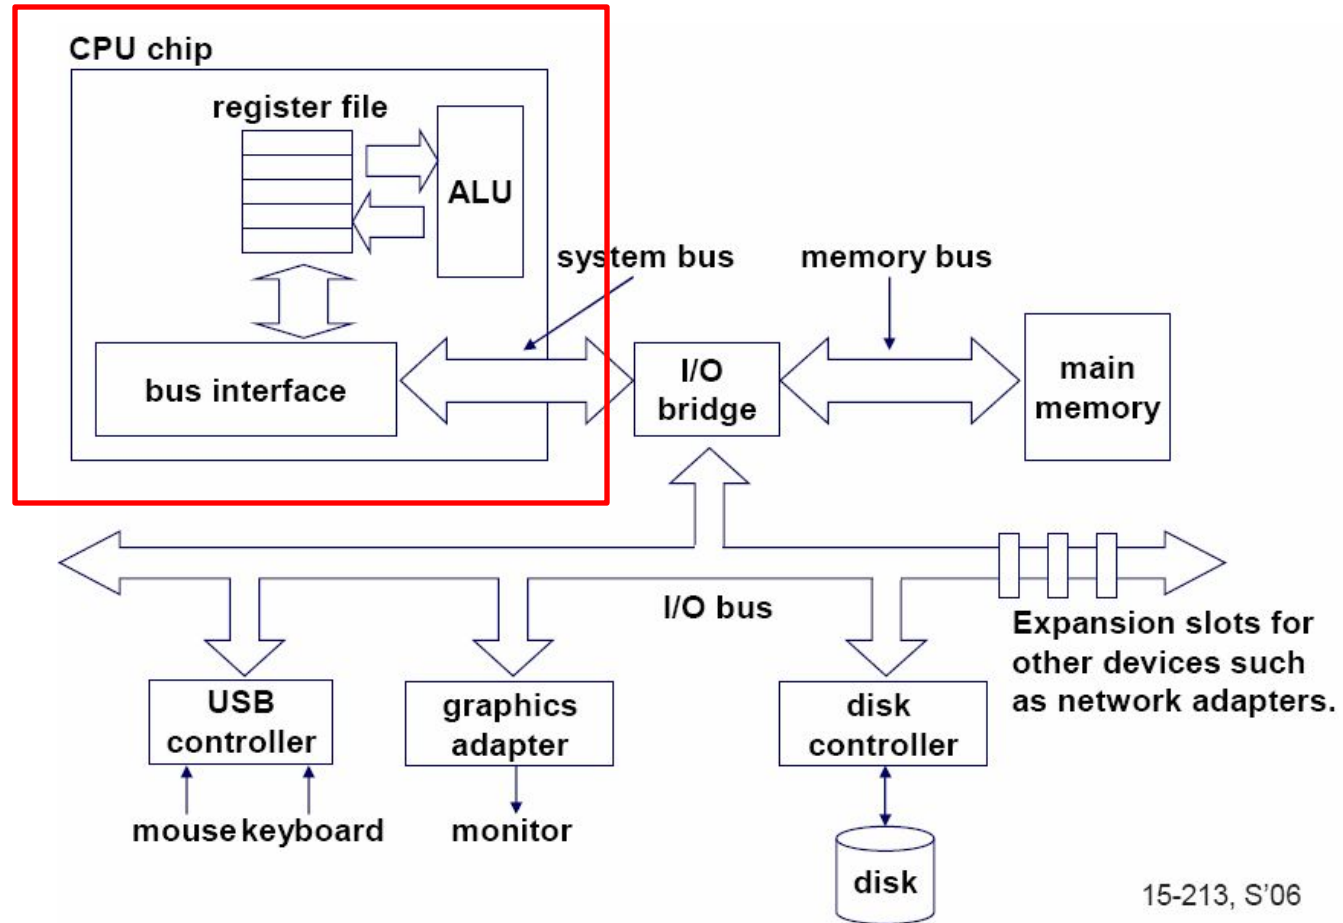 CPU chip
register file
ALU
system bus
memory bus
bus interface
I/O
bridge
main
memory
I/O bus
Expansion slots for
other devices such
as network adapters.
USB
controller
graphics
adapter
disk
controller
mouse keyboard
monitor
disk
15-213, S'06